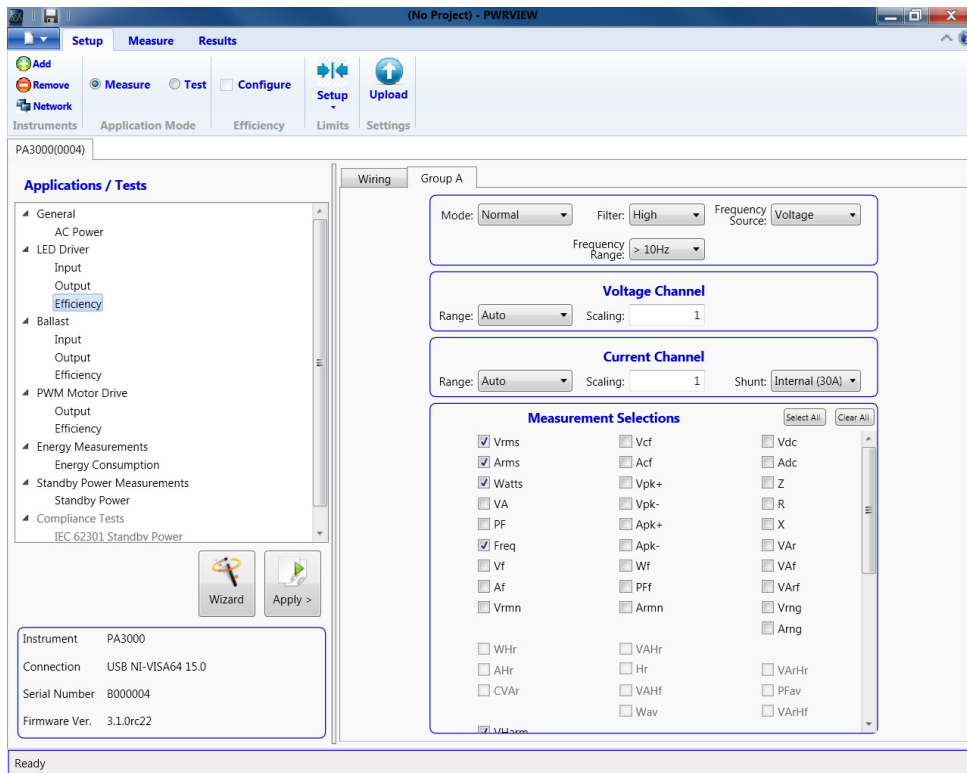 (No Project) - PWRVIEW
Setup Measure Results
Add
Remove
Network
Instruments
Measure Test
Application Mode
Configure
Efficiency
Setup
Limits
Upload
Settings
PA3000(0004)
Applications / Tests
General
AC Power
LED Driver
Input
Output
Efficiency
Ballast
Input
Output
Efficiency
PWM Motor Drive
Output
Efficiency
Energy Measurements
Energy Consumption
Standby Power Measurements
Standby Power
Compliance Tests
IEC 62301 Standby Power
Wizard
Apply >
Instrument PA3000
Connection USB NI-VISA64 15.0
Serial Number B000004
Firmware Ver. 3.1.0rc22
Wiring Group A
Mode: Normal Filter: High Frequency Source: Voltage
Frequency Range: > 10Hz
Voltage Channel
Range: Auto Scaling: 1
Current Channel
Range: Auto Scaling: 1 Shunt: Internal (30A)
Measurement Selections Select All Clear All
Vrms Vcf Vdc
Arms Acf Adc
Watts Vpk+ Z
VA Vpk- R
PF Apk+ X
Freq Apk- VAr
Vf Wf VAf
Af PFf VArf
Vrmn Armn Vrng
Arng
WHr VAHr
AHr Hr VArHr
CVAr VAHf PFav
Wav VArHf
VHarm
Ready